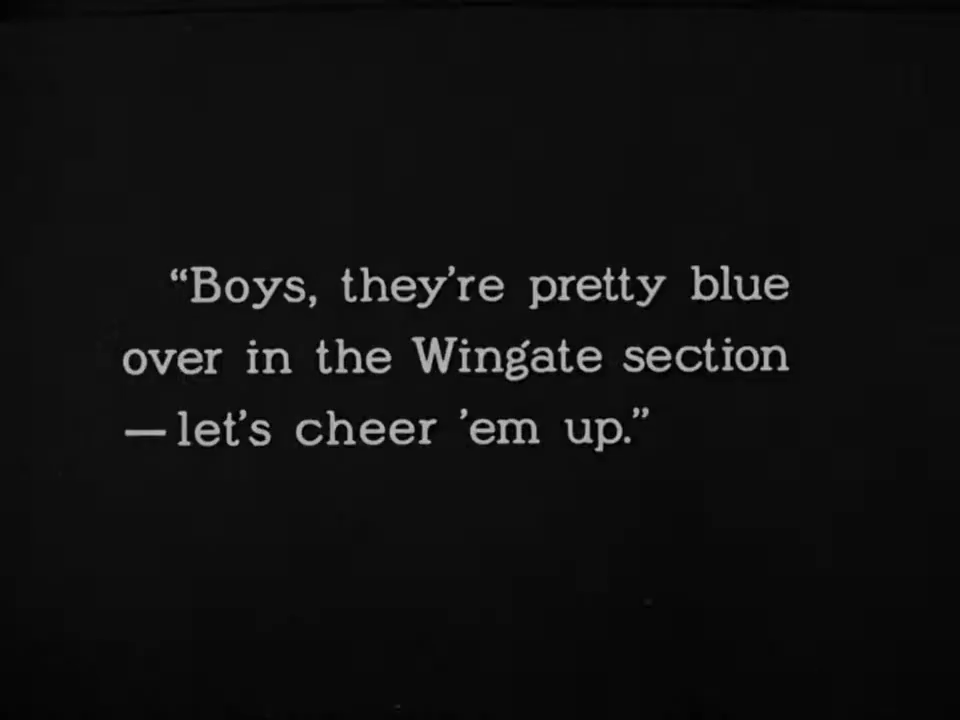 “Boys, they're pretty blue
over in the Wingate section
—let's cheer 'em up.”